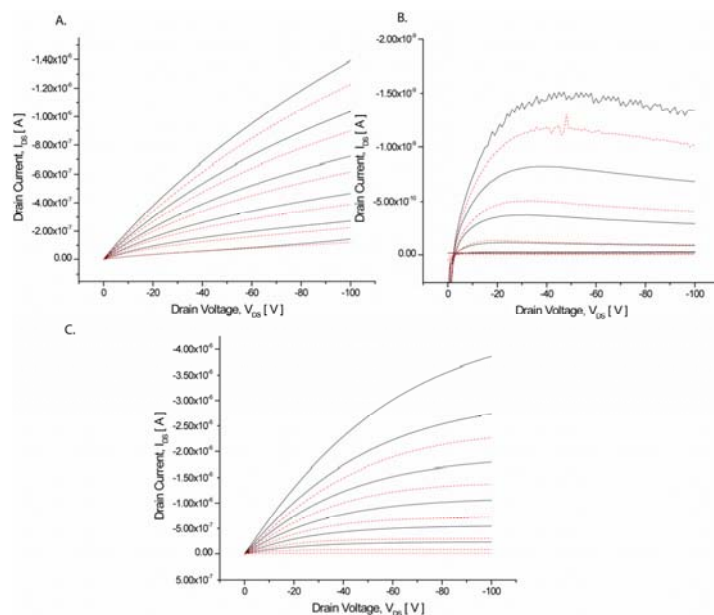 A.
-1.40x10⁻⁶
-1.20x10⁻⁶
-1.00x10⁻⁶
-8.00x10⁻⁷
-6.00x10⁻⁷
-4.00x10⁻⁷
-2.00x10⁻⁷
0.00
Drain Current, I_DS [ A ]
0 -20 -40 -60 -80 -100
Drain Voltage, V_DS [ V ]
B.
-2.00x10⁻⁹
-1.50x10⁻⁹
-1.00x10⁻⁹
-5.00x10⁻¹⁰
0.00
Drain Current, I_DS [ A ]
0 -20 -40 -60 -80 -100
Drain Voltage, V_DS [ V ]
C.
-4.00x10⁻⁶
-3.50x10⁻⁶
-3.00x10⁻⁶
-2.50x10⁻⁶
-2.00x10⁻⁶
-1.50x10⁻⁶
-1.00x10⁻⁶
-5.00x10⁻⁷
0.00
5.00x10⁻⁷
Drain Current, I_DS [ A ]
0 -20 -40 -60 -80 -100
Drain Voltage, V_DS [ V ]